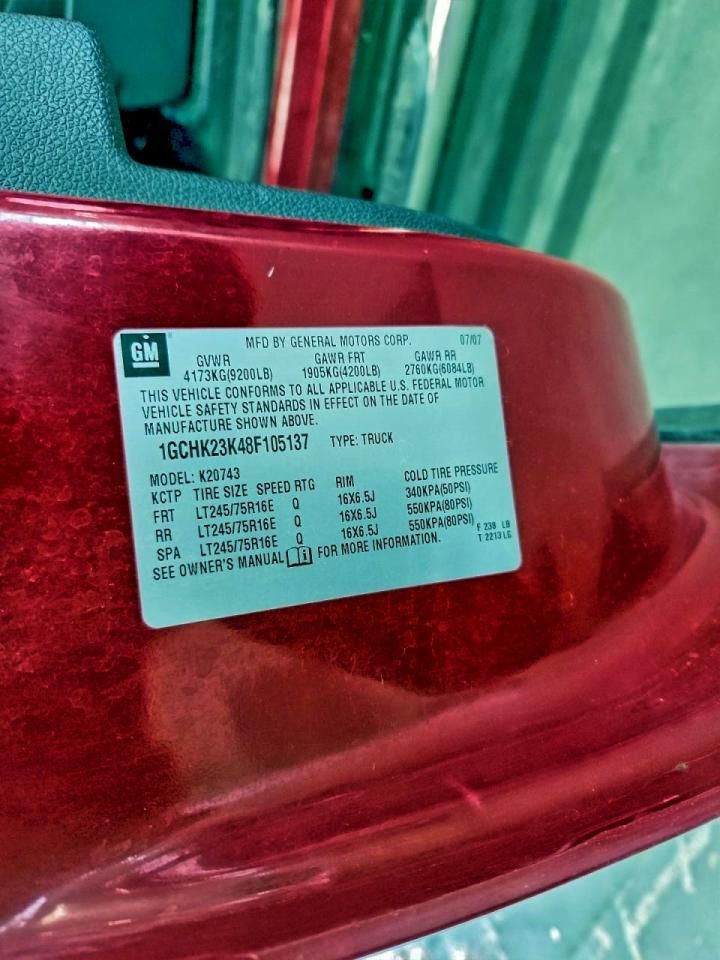 GM
MFD BY GENERAL MOTORS CORP. 07/07
GVWR GAWR FRT GAWR RR
4173KG(9200LB) 1905KG(4200LB) 2760KG(6084LB)
THIS VEHICLE CONFORMS TO ALL APPLICABLE U.S. FEDERAL MOTOR
VEHICLE SAFETY STANDARDS IN EFFECT ON THE DATE OF
MANUFACTURE SHOWN ABOVE.
1GCHK23K48F105137 TYPE: TRUCK
MODEL: K20743
KCTP TIRE SIZE SPEED RTG RIM COLD TIRE PRESSURE
FRT LT245/75R16E Q 16X6.5J 340KPA(50PSI)
RR LT245/75R16E Q 16X6.5J 550KPA(80PSI)
SPA LT245/75R16E Q 16X6.5J 550KPA(80PSI)
SEE OWNER'S MANUAL FOR MORE INFORMATION.
F 238 LB
T 2213